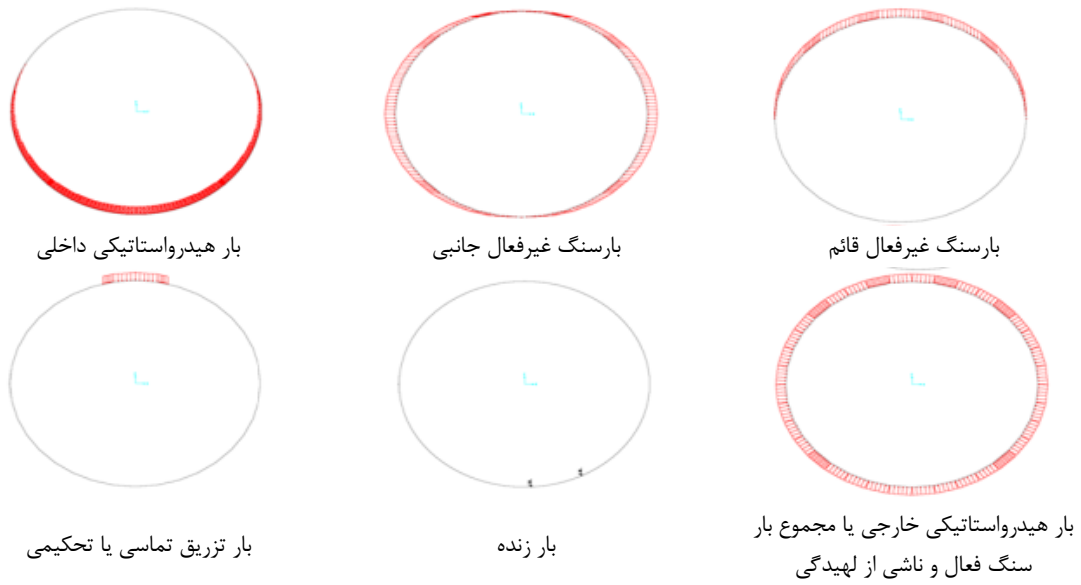 بار هیدرواستاتیکی داخلی
بارسنگ غیرفعال جانبی
بارسنگ غیرفعال قائم
بار تزریق تماسی یا تحکیمی
بار زنده
بار هیدرواستاتیکی خارجی یا مجموع بار
سنگ فعال و ناشی از لهیدگی